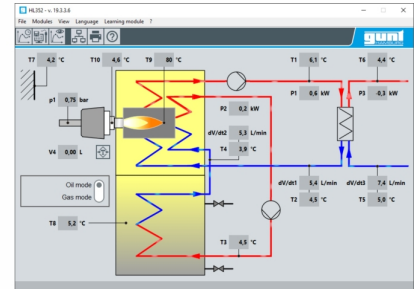 HL352 - v. 19.3.3.6
File Modules View Language Learning module ?
gunt
T7 4,2 °C T10 4,6 °C T9 80 °C T1 6,1 °C T6 4,4 °C
p1 0,75 bar
P2 0,2 kW P1 0,6 kW P3 0,3 kW
dV/dt2 5,3 L/min
V4 0,00 L
T4 3,9 °C
Oil mode
Gas mode
dV/dt1 5,4 L/min dV/dt3 7,4 L/min
T2 4,5 °C T5 5,0 °C
T8 5,2 °C
T3 4,5 °C